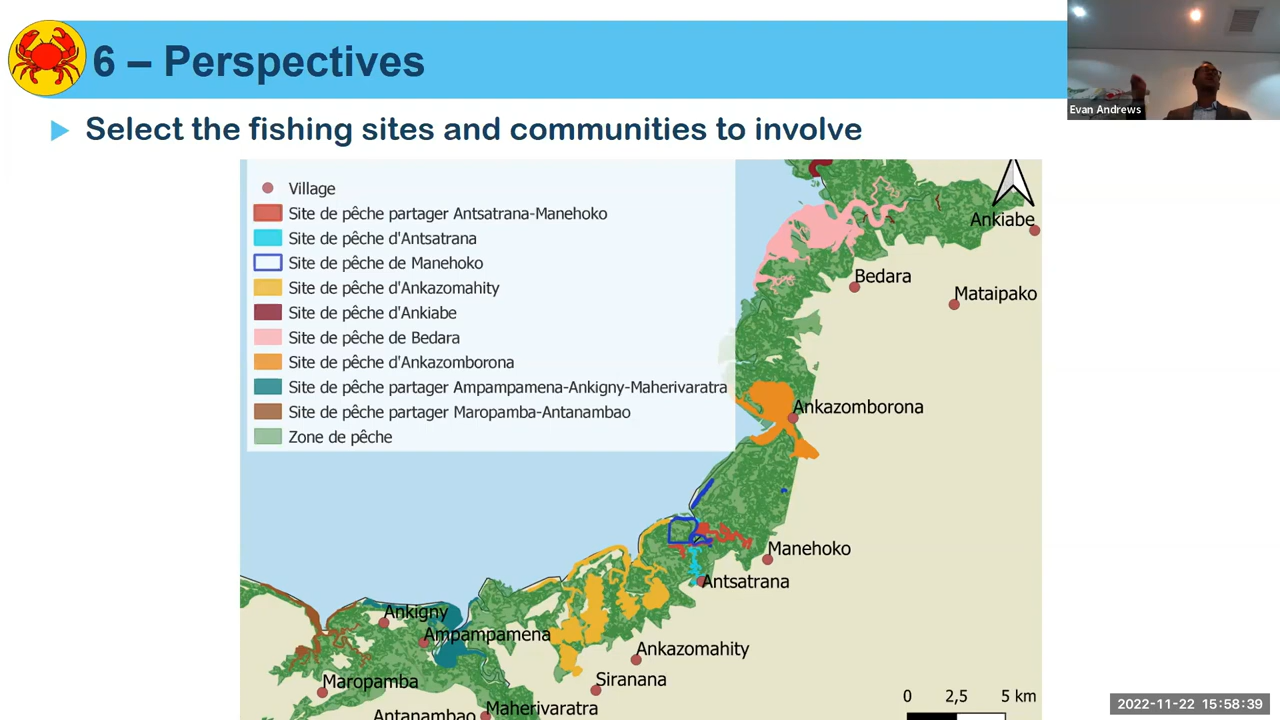 6 – Perspectives
Evan Andrews
Select the fishing sites and communities to involve
Village
Site de pêche partager Antsatrana-Manehoko
Site de pêche d'Antsatrana
Site de pêche de Manehoko
Site de pêche d'Ankazomahity
Site de pêche d'Ankiabe
Site de pêche de Bedara
Site de pêche d'Ankazomborona
Site de pêche partager Ampampamena-Ankigny-Maherivaratra
Site de pêche partager Maropamba-Antanambao
Zone de pêche
Ankiabe
Bedara
Mataipako
Ankazomborona
Manehoko
Antsatrana
Ankigny
Ampampamena
Ankazomahity
Siranana
Maropamba
Maherivaratra
Antanambao
0 2,5 5 km
2022-11-22 15:58:39